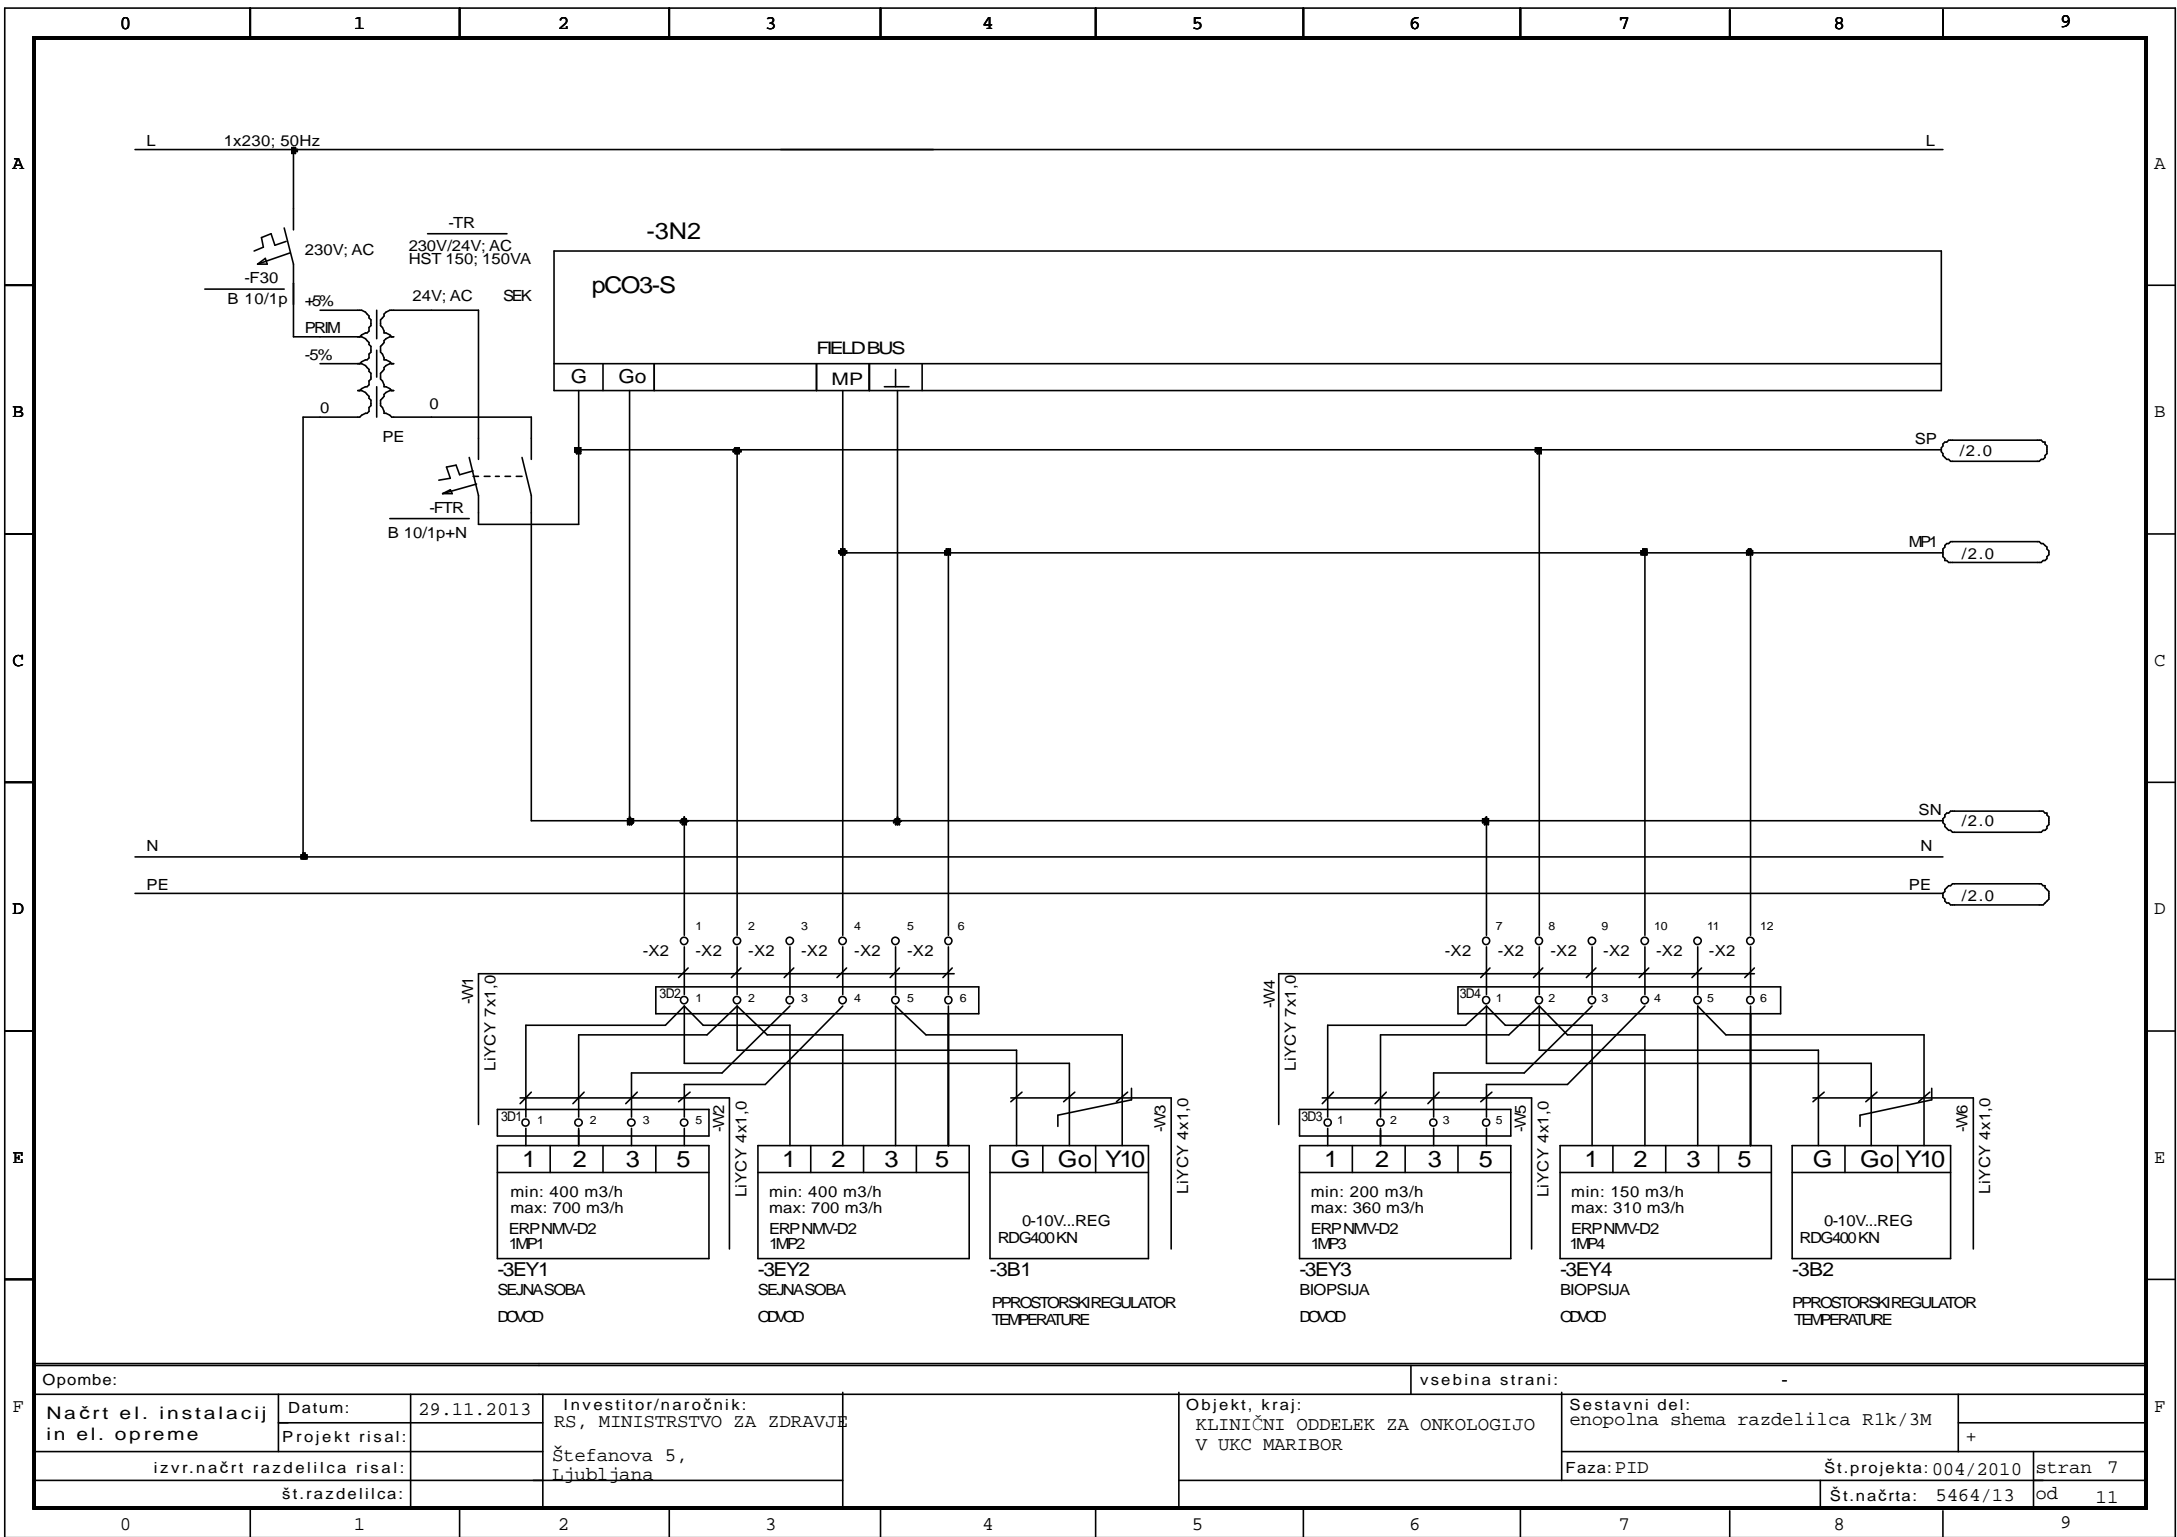 0 1 2 3 4 5 6 7 8 9
L 1x230; 50Hz L
A A
-3N2
-TR
230V; AC 230V/24V; AC
HST 150; 150VA
-F30
B 10/1p
pCO3-S
+5% 24V; AC SEK
PRIM
-5%
FIELD BUS
G Go MP
0 0
B B
PE
SP /2.0
-FTR
B 10/1p+N
MP1 /2.0
C C
SN /2.0
N N
PE PE /2.0
D D
1 2 3 4 5 6 7 8 9 10 11 12
-X2 -X2 -X2 -X2 -X2 -X2 -X2 -X2 -X2 -X2 -X2 -X2
-W1 LiYCY 7x1,0
-W4 LiYCY 7x1,0
3D2 1 2 3 4 5 6
3D4 1 2 3 4 5 6
3D1 1 2 3 5
-W2 LiYCY 4x1,0
-W3 LiYCY 4x1,0
3D3 1 2 3 5
-W5 LiYCY 4x1,0
-W6 LiYCY 4x1,0
E E
1 2 3 5
min: 400 m3/h
max: 700 m3/h
ERP NMV-D2
1MP1
-3EY1
SEJNA SOBA
DOVOD
1 2 3 5
min: 400 m3/h
max: 700 m3/h
ERP NMV-D2
1MP2
-3EY2
SEJNA SOBA
ODVOD
G Go Y10
0-10V...REG
RDG400 KN
-3B1
PPROSTORSKI REGULATOR
TEMPERATURE
1 2 3 5
min: 200 m3/h
max: 360 m3/h
ERP NMV-D2
1MP3
-3EY3
BIOPSIJA
DOVOD
1 2 3 5
min: 150 m3/h
max: 310 m3/h
ERP NMV-D2
1MP4
-3EY4
BIOPSIJA
ODVOD
G Go Y10
0-10V...REG
RDG400 KN
-3B2
PPROSTORSKI REGULATOR
TEMPERATURE
Opombe: vsebina strani: -
F F
Načrt el. instalacij
in el. opreme
Datum: 29.11.2013
Projekt risal:
izvr.načrt razdelilca risal:
št.razdelilca:
Investitor/naročnik:
RS, MINISTRSTVO ZA ZDRAVJE
Štefanova 5,
Ljubljana
Objekt, kraj:
KLINIČNI ODDELEK ZA ONKOLOGIJO
V UKC MARIBOR
Sestavni del:
enopolna shema razdelilca R1k/3M
+
Faza: PID Št.projekta: 004/2010 stran 7
Št.načrta: 5464/13 od 11
0 1 2 3 4 5 6 7 8 9